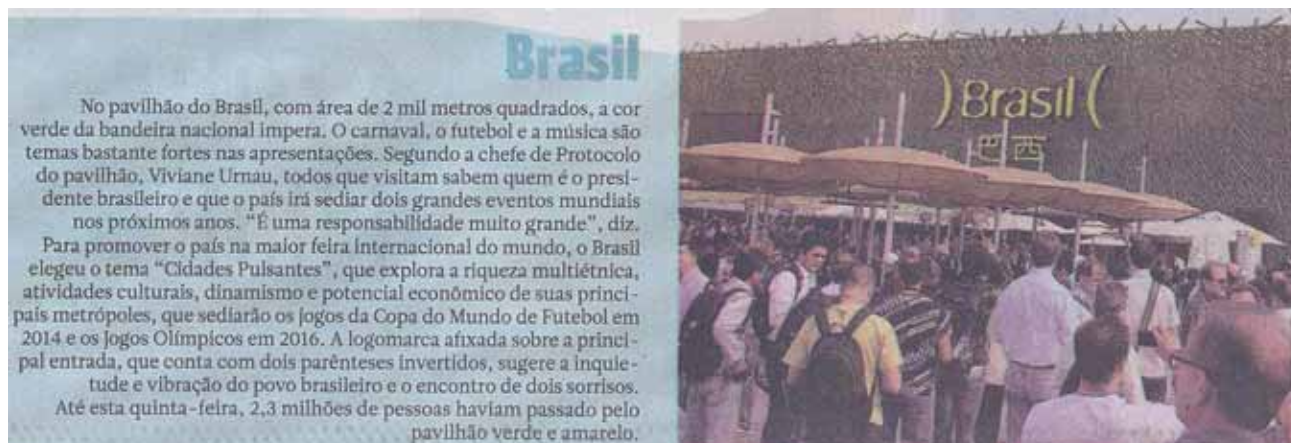 Brasil
No pavilhão do Brasil, com área de 2 mil metros quadrados, a cor
verde da bandeira nacional impera. O carnaval, o futebol e a música são
temas bastante fortes nas apresentações. Segundo a chefe de Protocolo
do pavilhão, Viviane Urnau, todos que visitam sabem quem é o presi-
dente brasileiro e que o país irá sediar dois grandes eventos mundiais
nos próximos anos. “É uma responsabilidade muito grande”, diz.
Para promover o país na maior feira internacional do mundo, o Brasil
elegeu o tema “Cidades Pulsantes”, que explora a riqueza multiétnica,
atividades culturais, dinamismo e potencial econômico de suas princi-
pais metrópoles, que sediarão os jogos da Copa do Mundo de Futebol em
2014 e os Jogos Olímpicos em 2016. A logomarca afixada sobre a princi-
pal entrada, que conta com dois parênteses invertidos, sugere a inquie-
tude e vibração do povo brasileiro e o encontro de dois sorrisos.
Até esta quinta-feira, 2,3 milhões de pessoas haviam passado pelo
pavilhão verde e amarelo.
)Brasil(
巴西